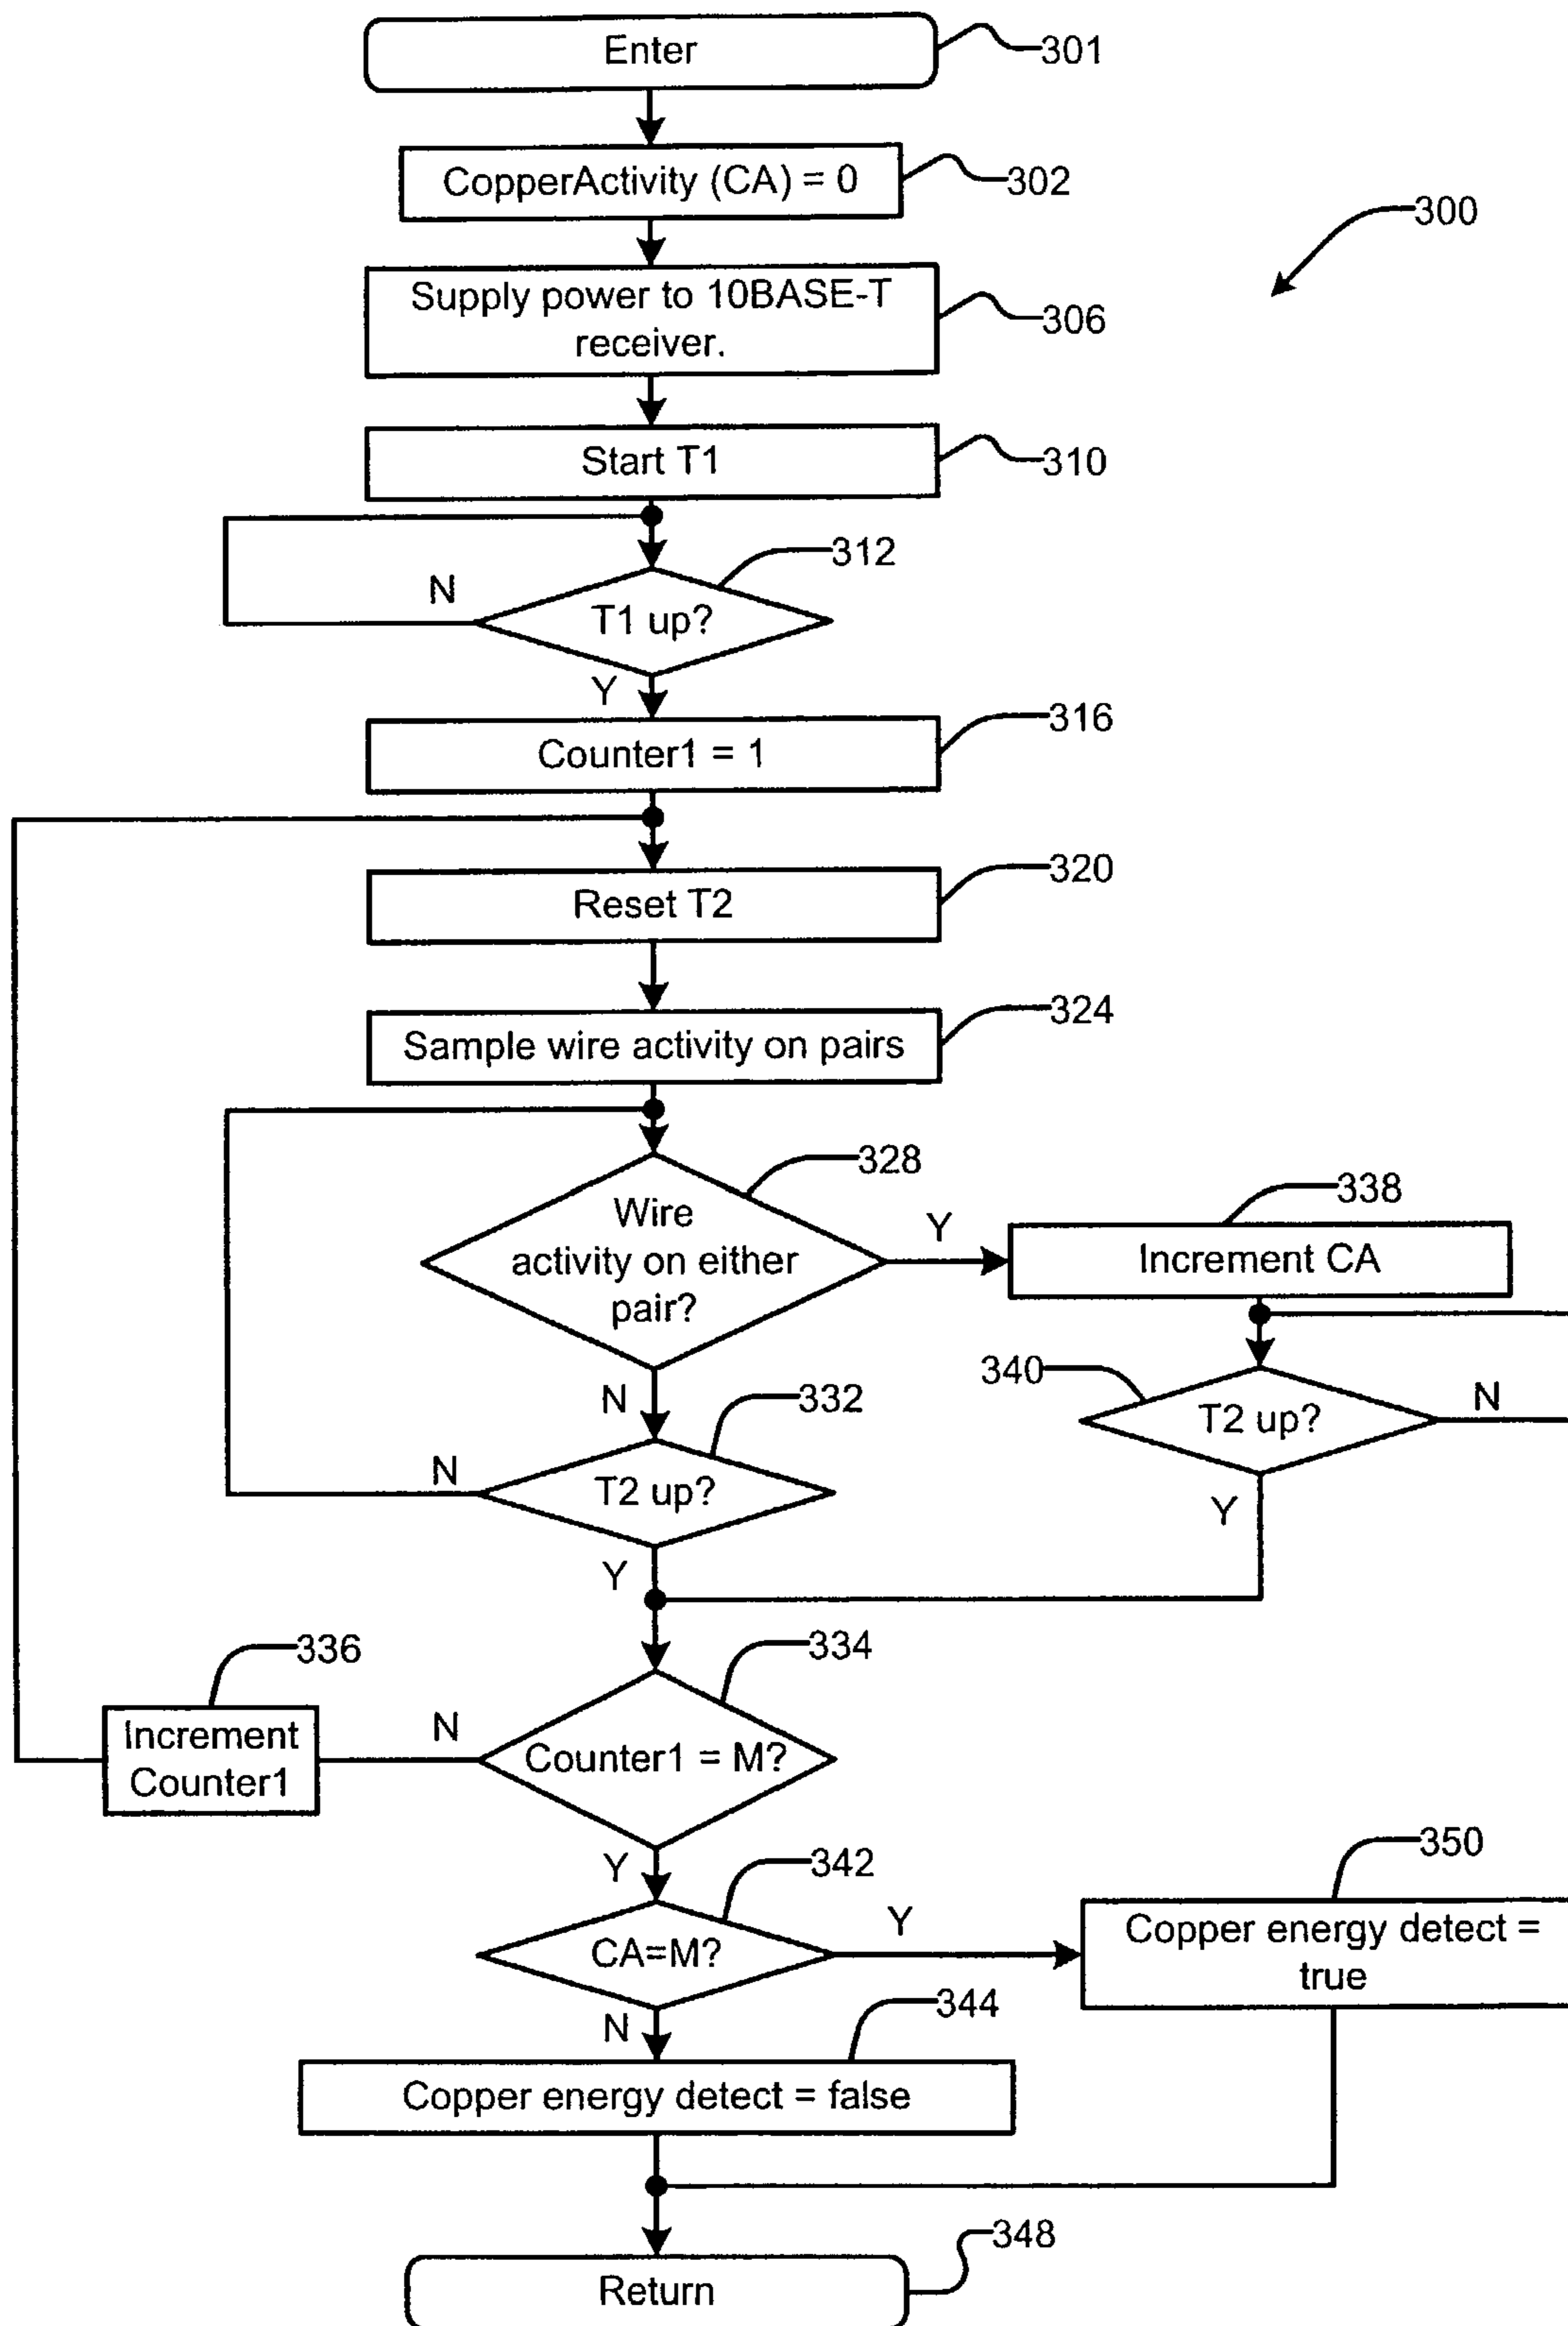 Enter
301
CopperActivity (CA) = 0
302
300
Supply power to 10BASE-T
receiver.
306
Start T1
310
312
N
T1 up?
Y
316
Counter1 = 1
320
Reset T2
324
Sample wire activity on pairs
328
Wire
activity on either
pair?
Y
338
Increment CA
340
T2 up?
N
N
332
N
T2 up?
Y
Y
336
334
Increment
Counter1
N
Counter1 = M?
Y
342
350
CA=M?
Y
Copper energy detect =
true
N
344
Copper energy detect = false
348
Return